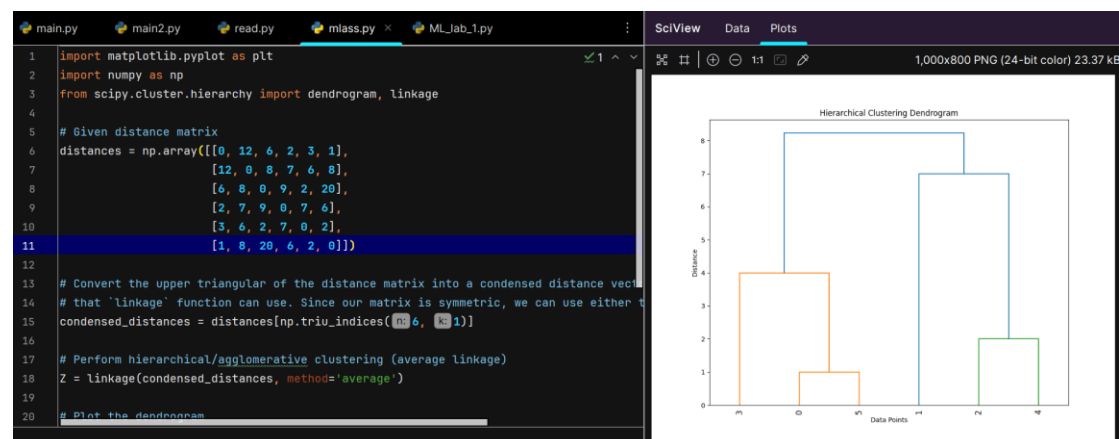 main.py main2.py read.py mlass.py × ML_lab_1.py
1 import matplotlib.pyplot as plt
2 import numpy as np
3 from scipy.cluster.hierarchy import dendrogram, linkage
4
5 # Given distance matrix
6 distances = np.array([[0, 12, 6, 2, 3, 1],
7 [12, 0, 8, 7, 6, 8],
8 [6, 8, 0, 9, 2, 20],
9 [2, 7, 9, 0, 7, 6],
10 [3, 6, 2, 7, 0, 2],
11 [1, 8, 20, 6, 2, 0]])
12
13 # Convert the upper triangular of the distance matrix into a condensed distance vect
14 # that `linkage` function can use. Since our matrix is symmetric, we can use either t
15 condensed_distances = distances[np.triu_indices( n: 6, k: 1)]
16
17 # Perform hierarchical/agglomerative clustering (average linkage)
18 Z = linkage(condensed_distances, method='average')
19
20 # Plot the dendrogram
1
SciView Data Plots
1:1 1,000x800 PNG (24-bit color) 23.37 kB
Hierarchical Clustering Dendrogram
8
7
6
5
4
3
2
1
0
Distance
3 0 5 1 2 4
Data Points